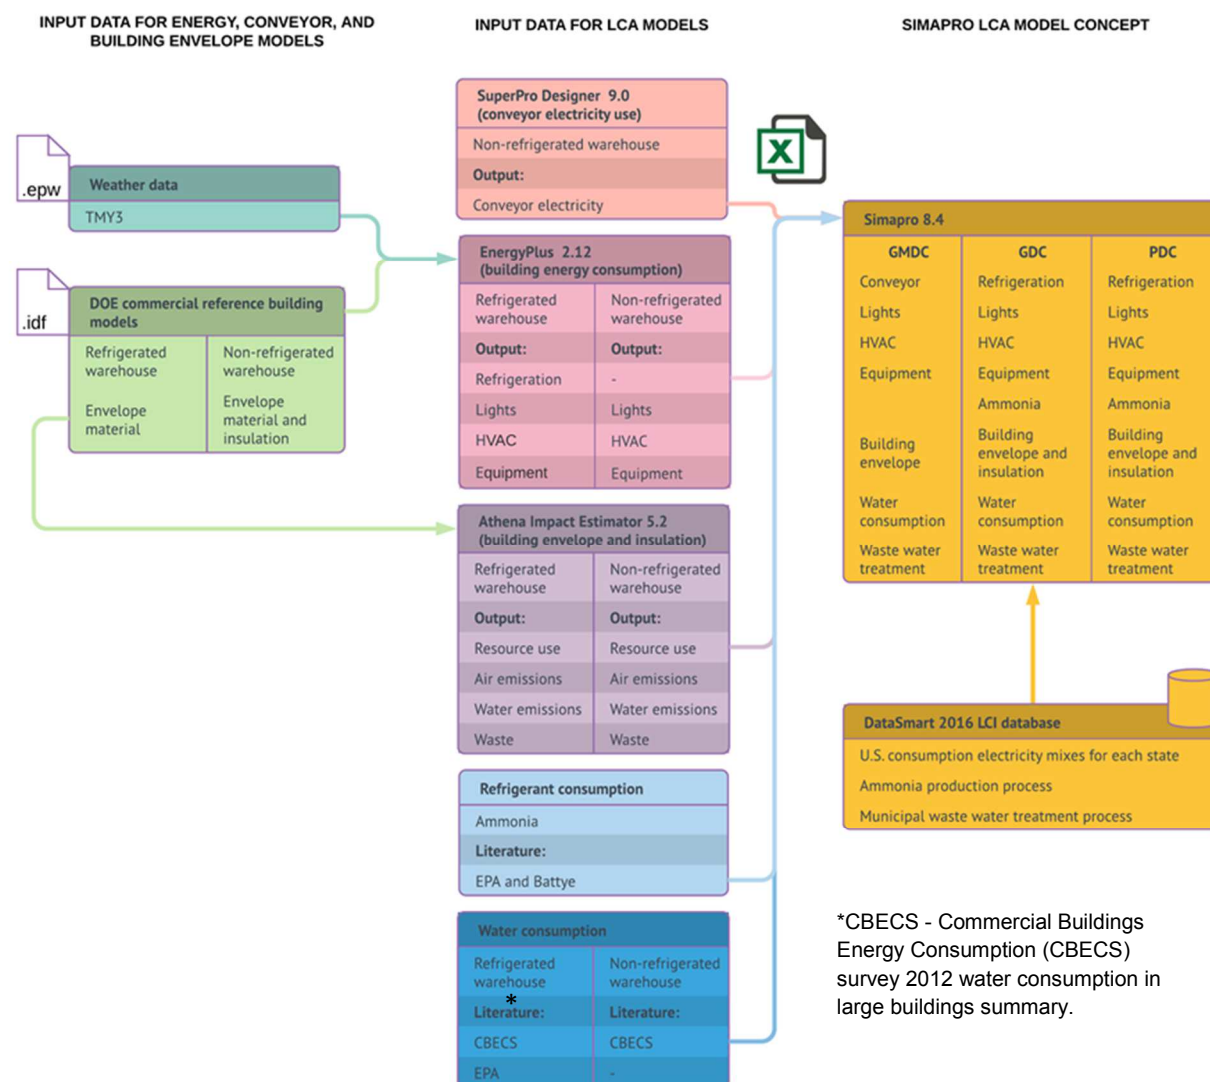 INPUT DATA FOR ENERGY, CONVEYOR, AND
BUILDING ENVELOPE MODELS
INPUT DATA FOR LCA MODELS
SIMAPRO LCA MODEL CONCEPT
.epw
Weather data
TMY3
.idf
DOE commercial reference building
models
Refrigerated
warehouse
Non-refrigerated
warehouse
Envelope
material
Envelope
material and
insulation
SuperPro Designer 9.0
(conveyor electricity use)
Non-refrigerated warehouse
Output:
Conveyor electricity
EnergyPlus 2.12
(building energy consumption)
Refrigerated
warehouse
Non-refrigerated
warehouse
Output:
Output:
Refrigeration
-
Lights
Lights
HVAC
HVAC
Equipment
Equipment
Athena Impact Estimator 5.2
(building envelope and insulation)
Refrigerated
warehouse
Non-refrigerated
warehouse
Output:
Output:
Resource use
Resource use
Air emissions
Air emissions
Water emissions
Water emissions
Waste
Waste
Refrigerant consumption
Ammonia
Literature:
EPA and Battye
Water consumption
Refrigerated
warehouse
Non-refrigerated
warehouse
*
Literature:
Literature:
CBECS
CBECS
EPA
-
X
Simapro 8.4
GMDC
GDC
PDC
Conveyor
Refrigeration
Refrigeration
Lights
Lights
Lights
HVAC
HVAC
HVAC
Equipment
Equipment
Equipment
Ammonia
Ammonia
Building
envelope
Building
envelope and
insulation
Building
envelope and
insulation
Water
consumption
Water
consumption
Water
consumption
Waste water
treatment
Waste water
treatment
Waste water
treatment
DataSmart 2016 LCI database
U.S. consumption electricity mixes for each state
Ammonia production process
Municipal waste water treatment process
*CBECS - Commercial Buildings
Energy Consumption (CBECS)
survey 2012 water consumption in
large buildings summary.